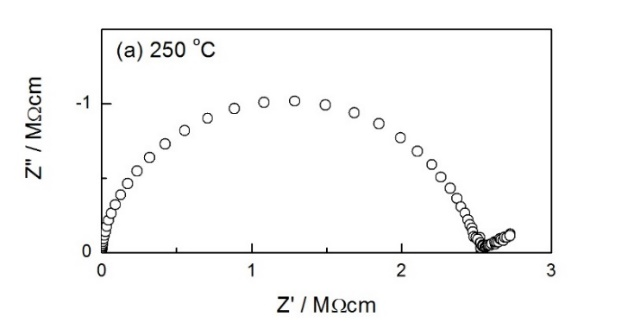 (a) 250 °C
Z'' / MΩcm
-1
0
0 1 2 3
Z' / MΩcm